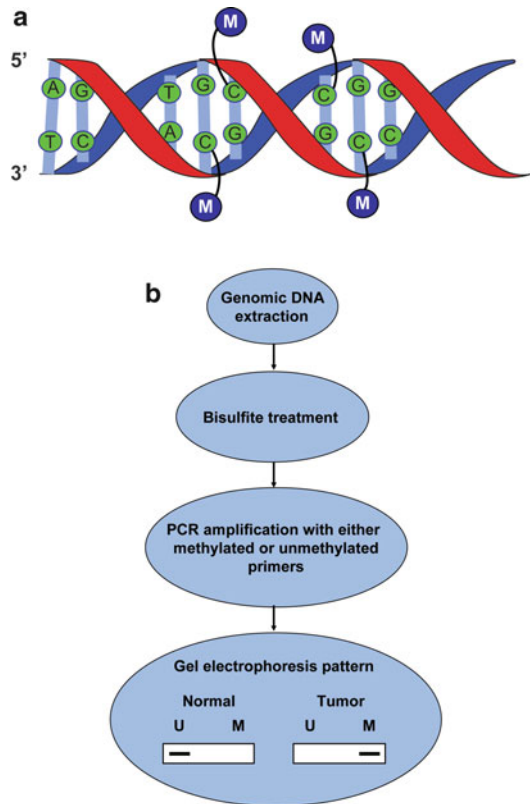 a
M
M
5’
A G T G C C G G
T C A C G G C C
3’
M
M
b
Genomic DNA
extraction
Bisulfite treatment
PCR amplification with either
methylated or unmethylated
primers
Gel electrophoresis pattern
Normal Tumor
U M U M